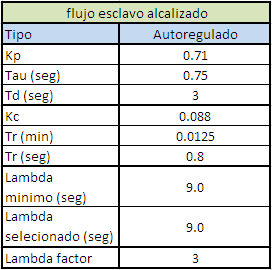 flujo esclavo alcalizado
Tipo Autoregulado
Kp 0.71
Tau (seg) 0.75
Td (seg) 3
Kc 0.088
Tr (min) 0.0125
Tr (seg) 0.8
Lambda
minimo (seg) 9.0
Lambda
selecionado (seg) 9.0
Lambda factor 3